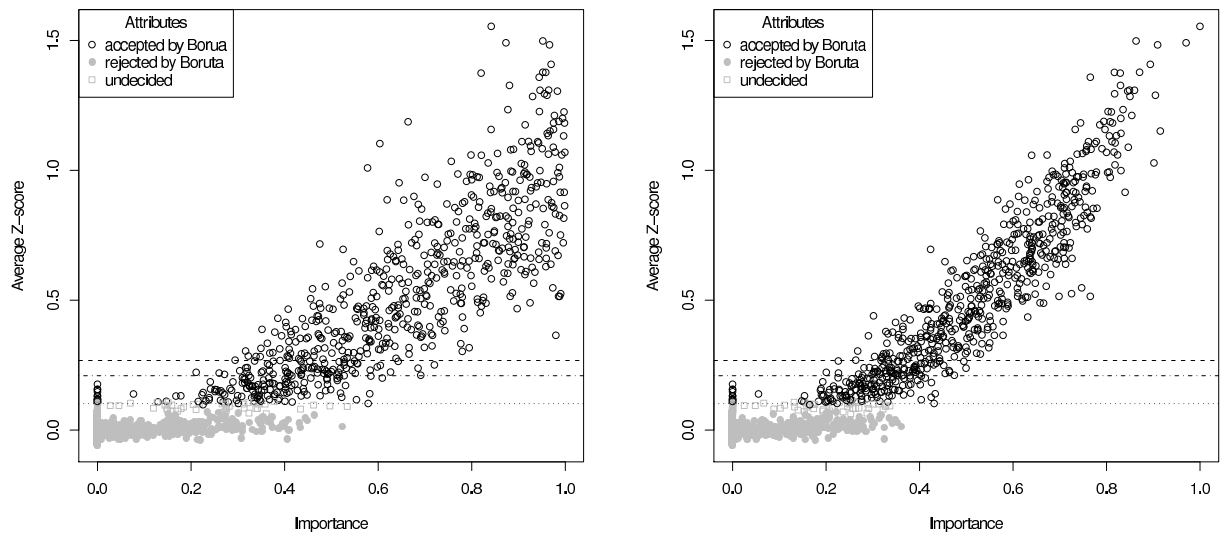 Attributes
accepted by Borua
rejected by Boruta
undecided
1.5
1.0
0.5
0.0
Average Z−score
0.0 0.2 0.4 0.6 0.8 1.0
Importance
Attributes
accepted by Boruta
rejected by Boruta
undecided
1.5
1.0
0.5
0.0
Average Z−score
0.0 0.2 0.4 0.6 0.8 1.0
Importance